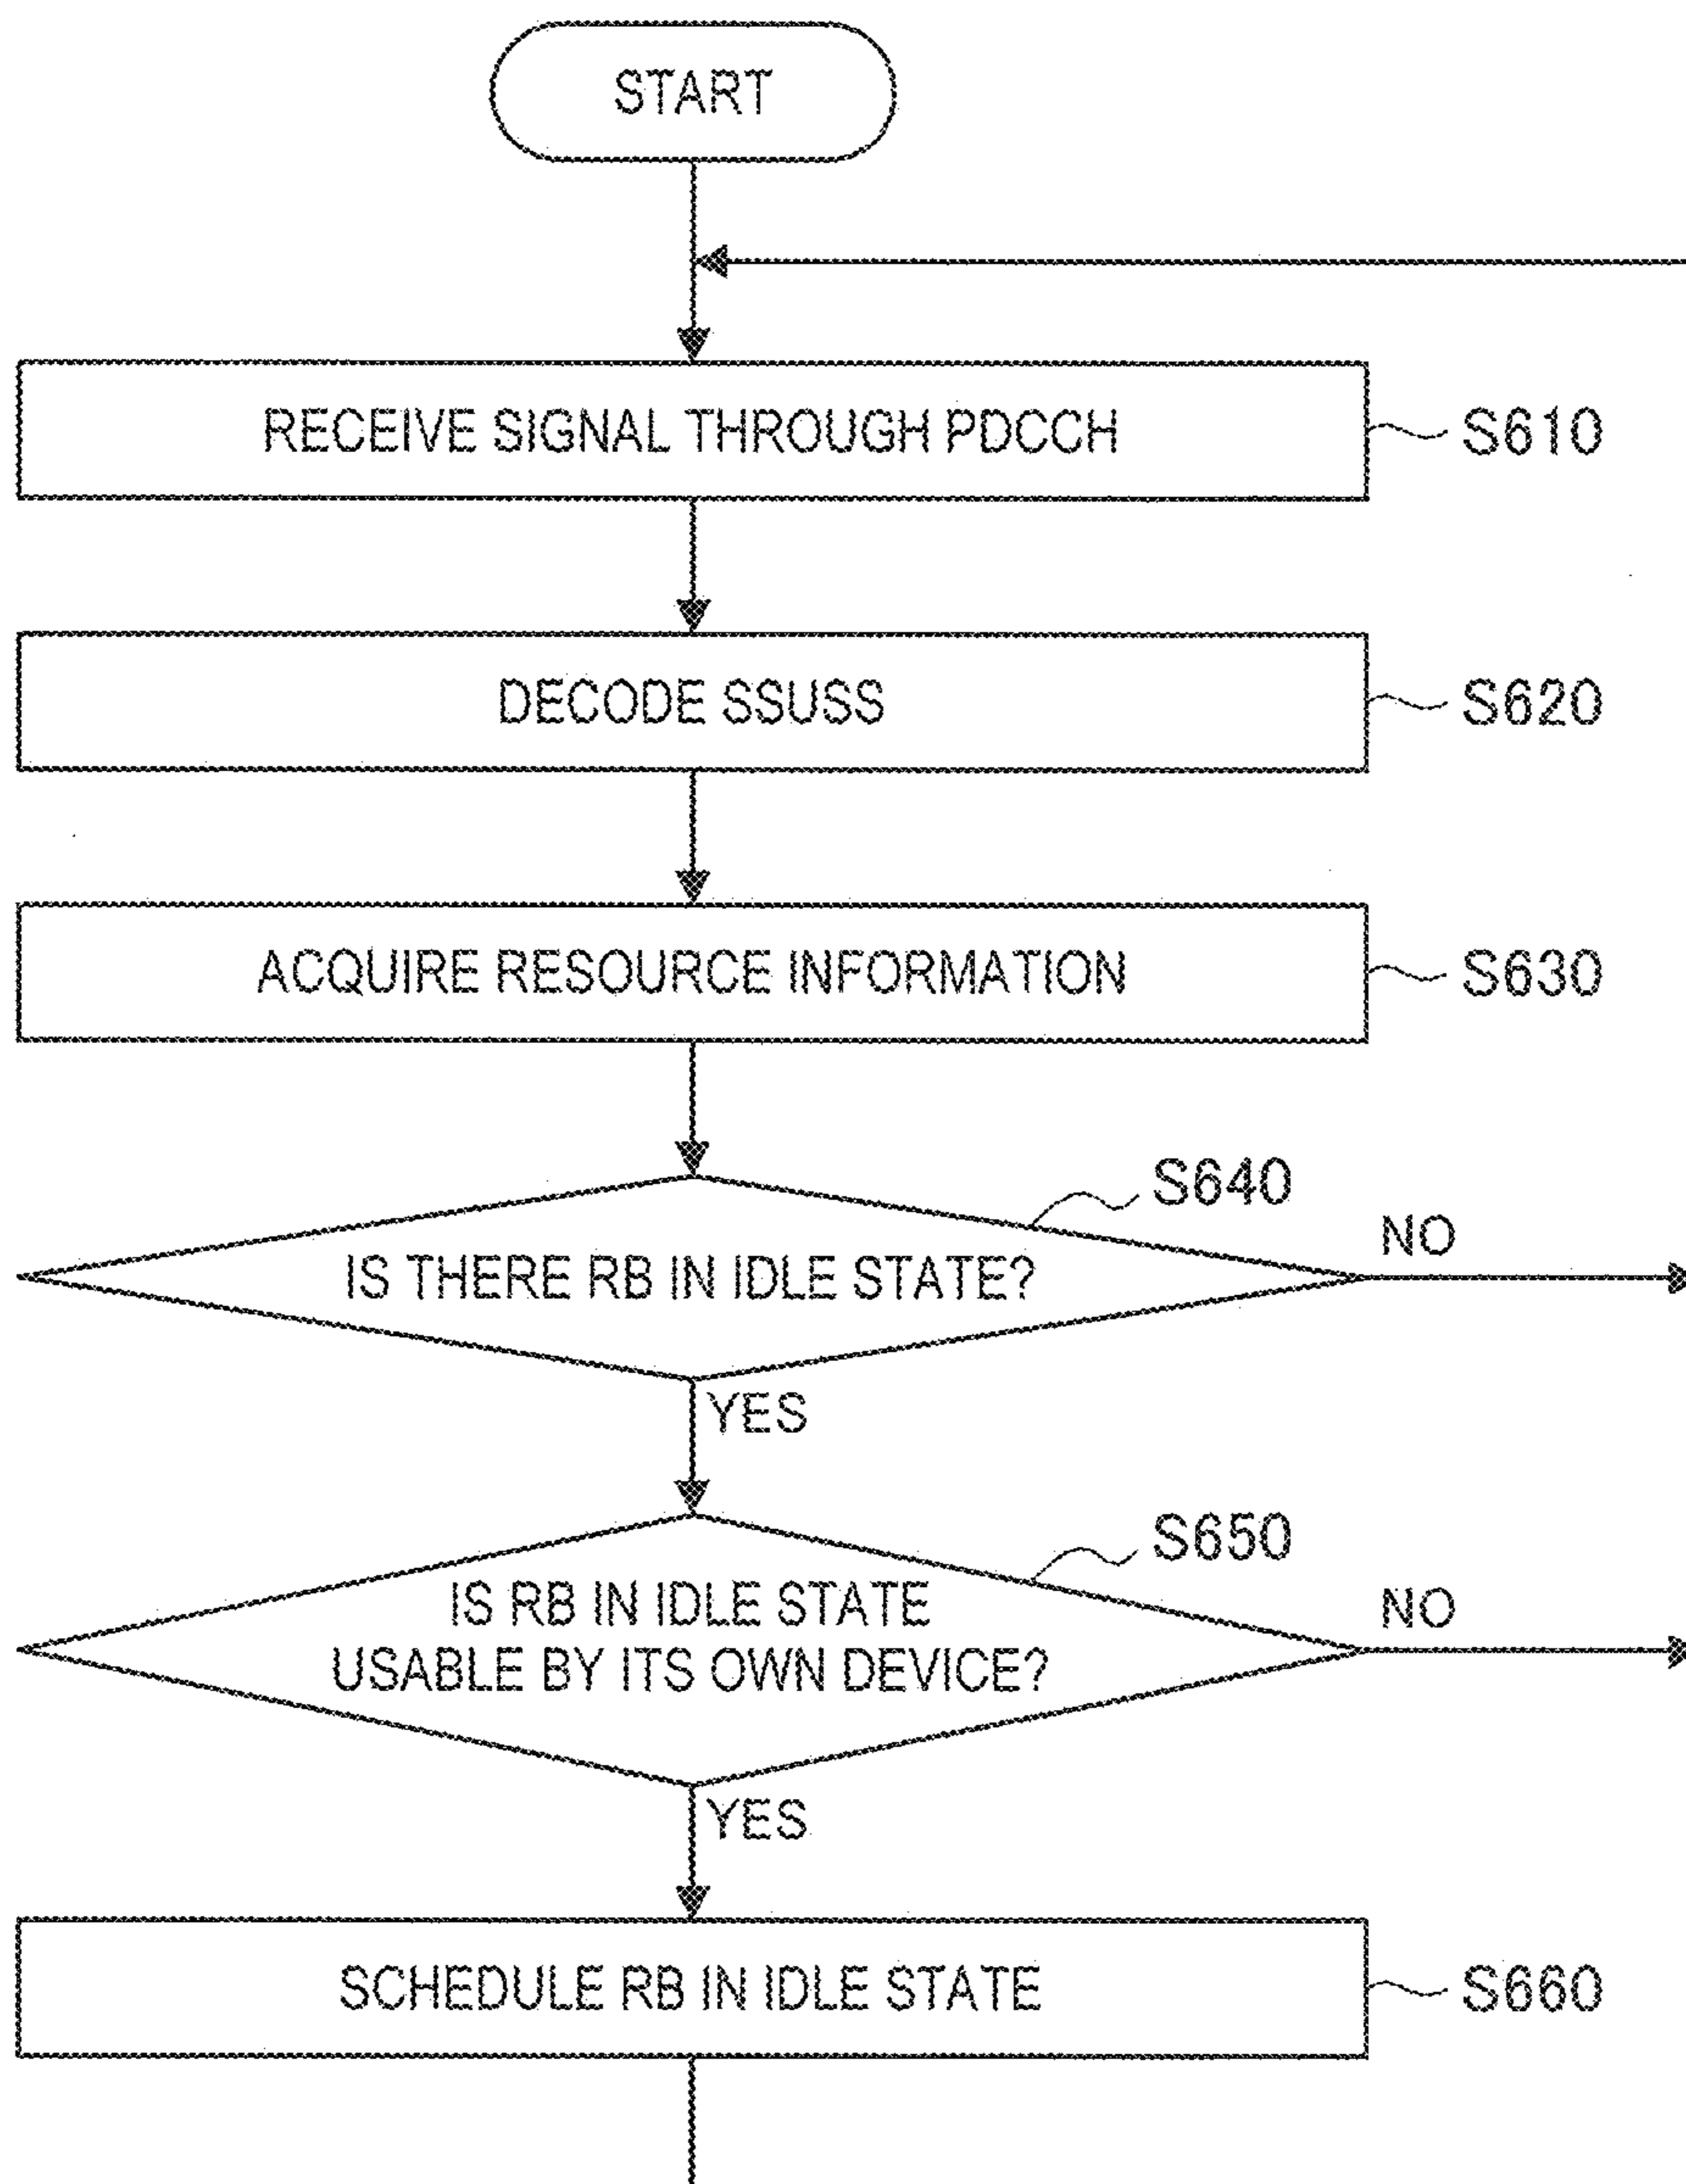 START
RECEIVE SIGNAL THROUGH PDCCH
S610
DECODE SSUSS
S620
ACQUIRE RESOURCE INFORMATION
S630
S640
IS THERE RB IN IDLE STATE?
NO
YES
S650
IS RB IN IDLE STATE
USABLE BY ITS OWN DEVICE?
NO
YES
SCHEDULE RB IN IDLE STATE
S660